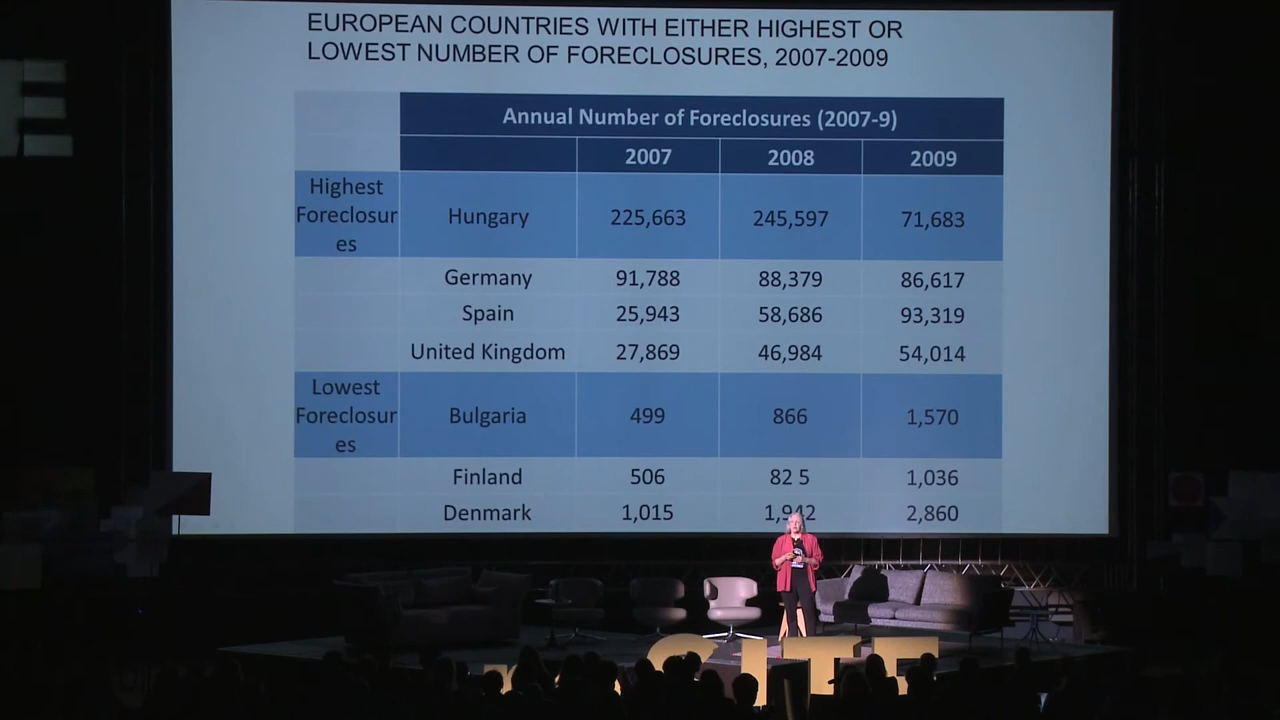 EUROPEAN COUNTRIES WITH EITHER HIGHEST OR
LOWEST NUMBER OF FORECLOSURES, 2007-2009
Annual Number of Foreclosures (2007-9)
2007 2008 2009
Highest
Foreclosur
es
Hungary 225,663 245,597 71,683
Germany 91,788 88,379 86,617
Spain 25,943 58,686 93,319
United Kingdom 27,869 46,984 54,014
Lowest
Foreclosur
es
Bulgaria 499 866 1,570
Finland 506 82 5 1,036
Denmark 1,015 1,942 2,860